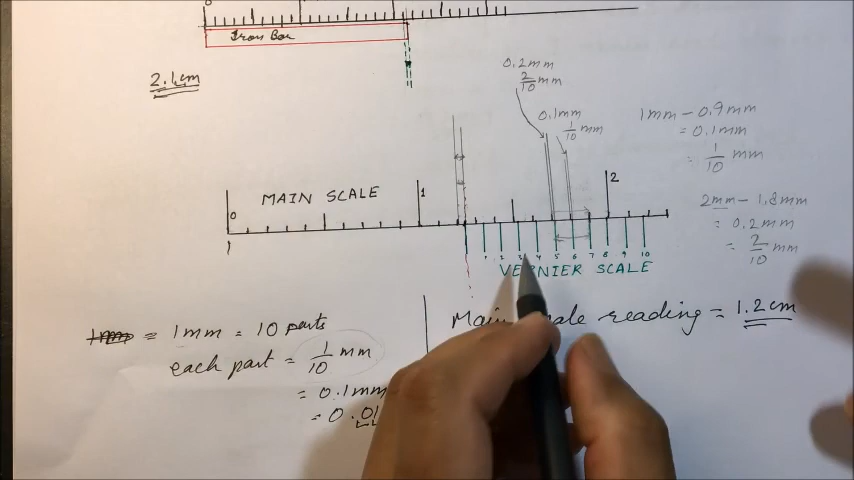 0
Iron Bar
2.1cm
0.2mm
2/10 mm
0.1mm
1/10 mm
1mm - 0.9mm
= 0.1mm
= 1/10 mm
2mm - 1.8mm
= 0.2mm
= 2/10 mm
MAIN SCALE
0 1 2
1 2 3 4 5 6 7 8 9 10
VERNIER SCALE
= 1mm = 10 parts
each part = 1/10 mm
= 0.1mm
= 0.01
Main reading = 1.2cm